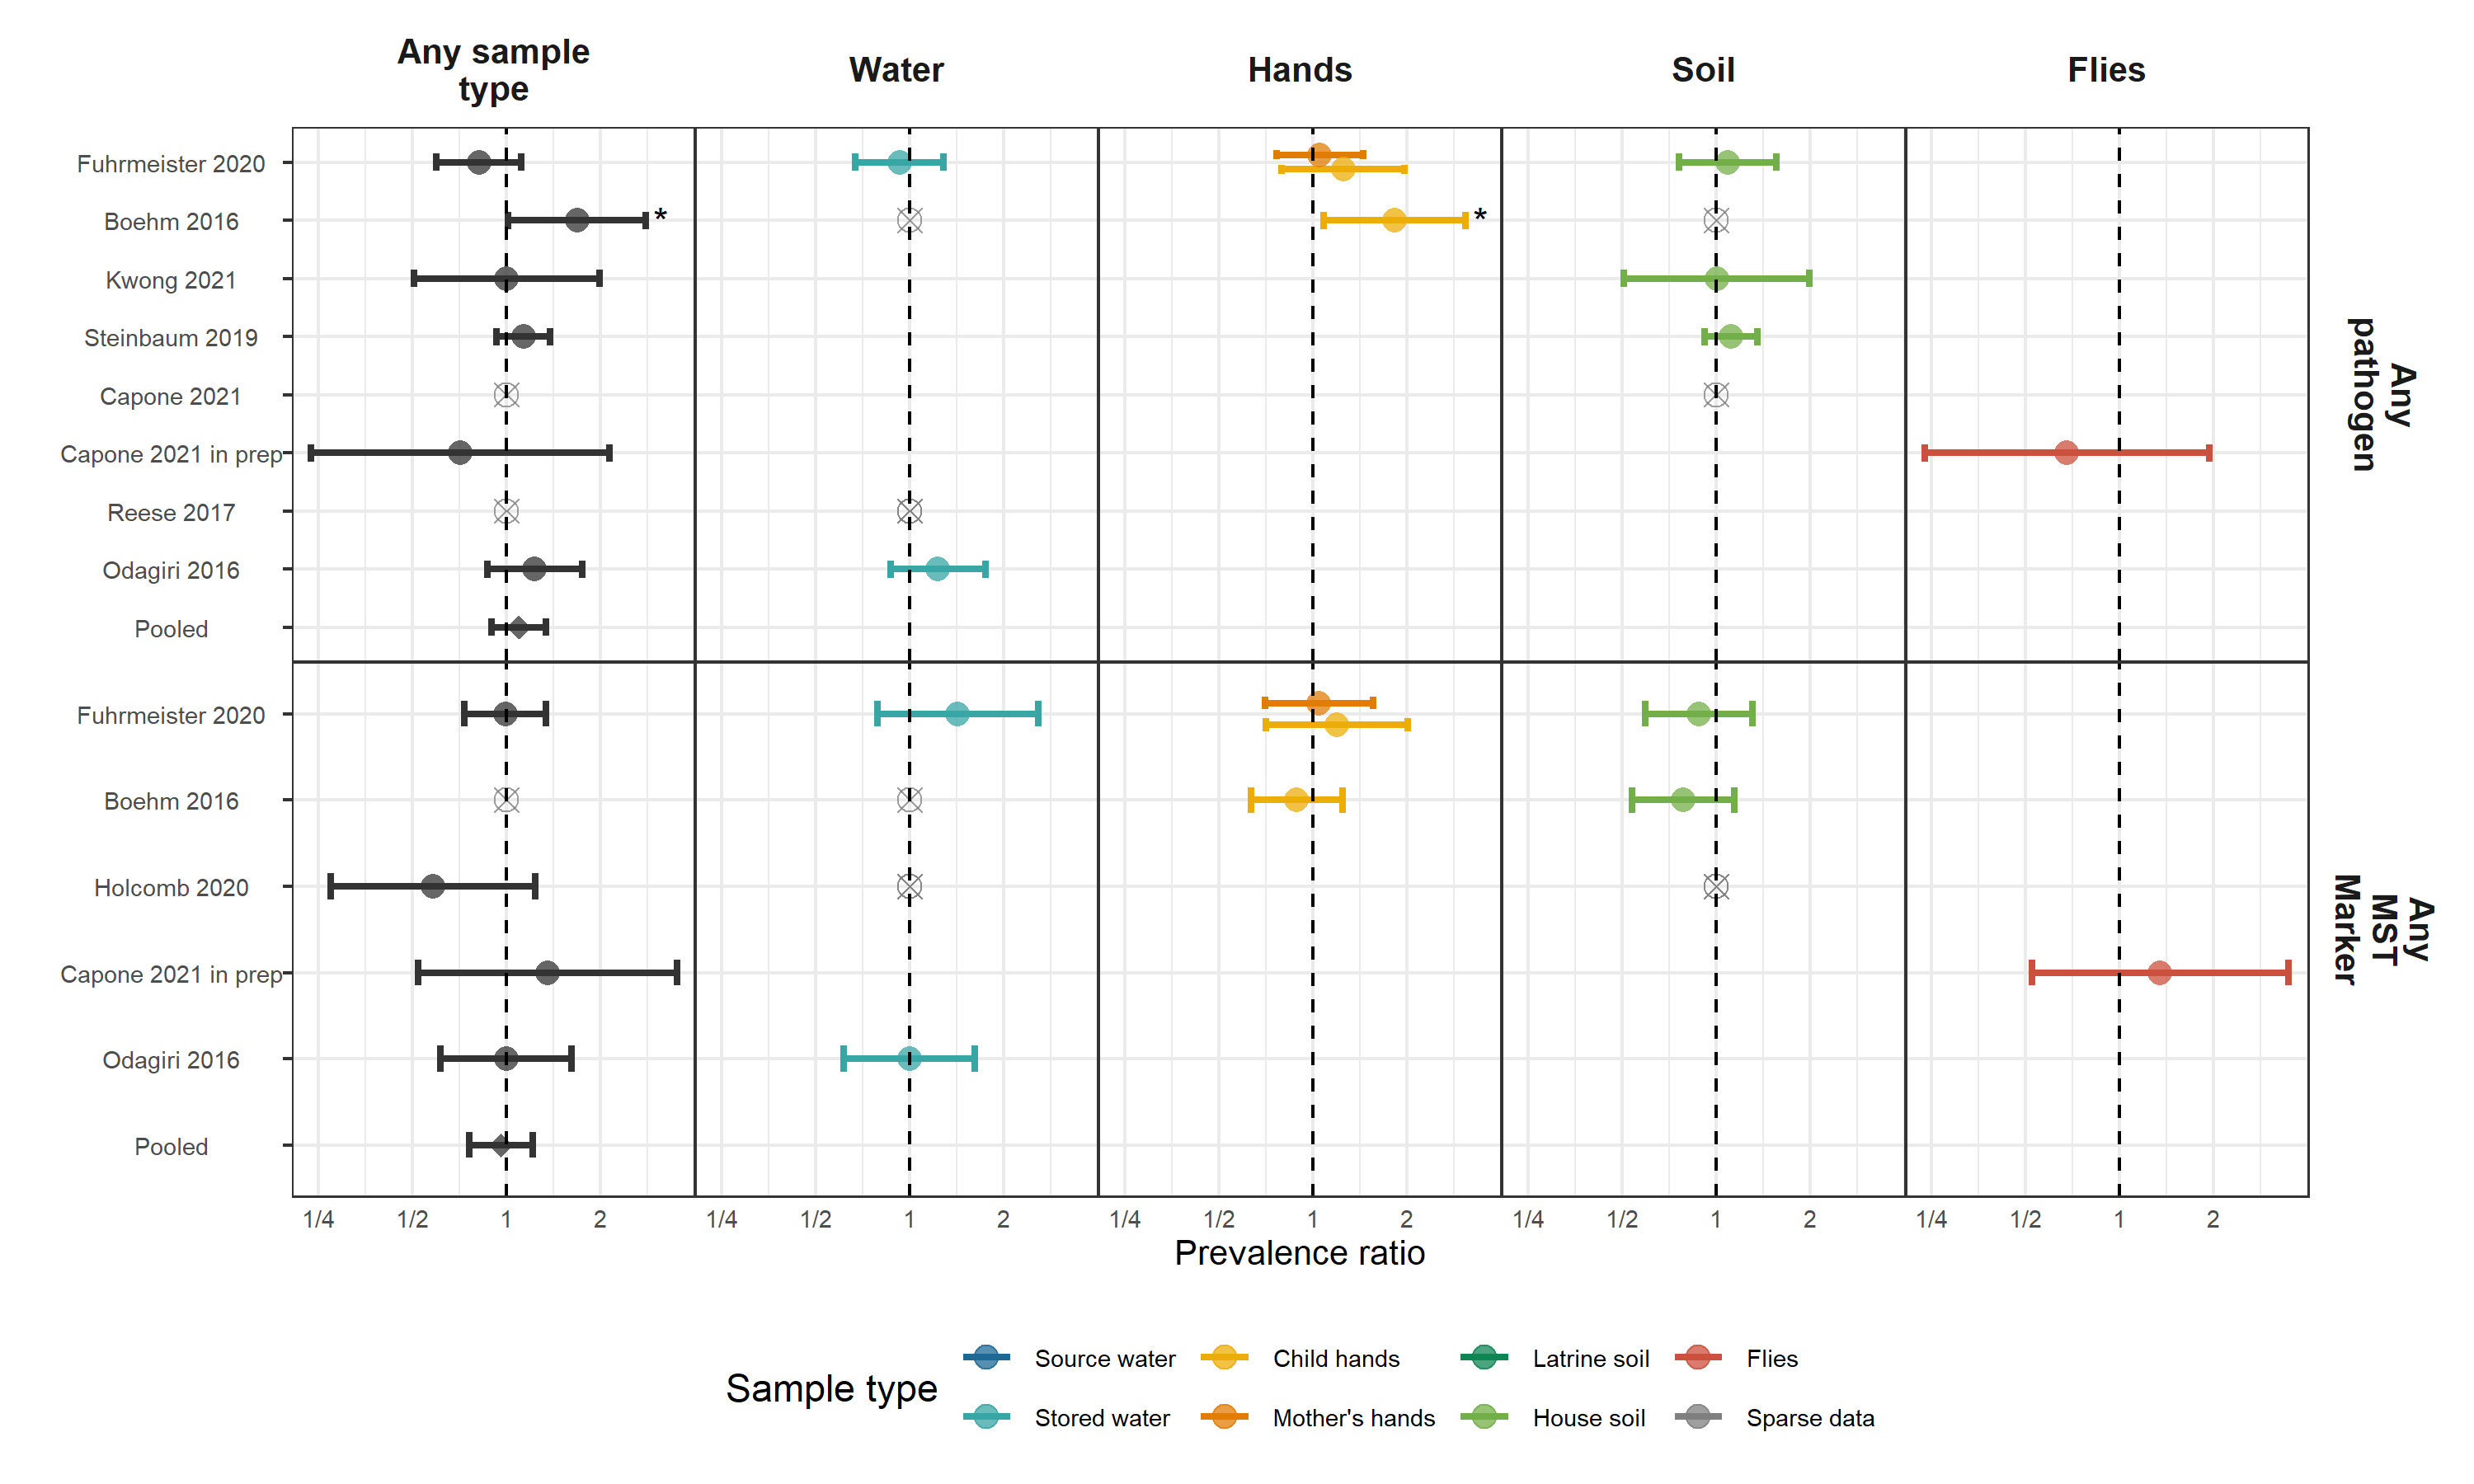 Any sample
type
Water
Hands
Soil
Flies
Fuhrmeister 2020
*
*
Boehm 2016
Kwong 2021
Steinbaum 2019
Capone 2021
Capone 2021 in prep
Reese 2017
Odagiri 2016
Pooled
Any
pathogen
Fuhrmeister 2020
Boehm 2016
Holcomb 2020
Capone 2021 in prep
Odagiri 2016
Pooled
Any
MST
Marker
1/4 1/2 1 2 1/4 1/2 1 2 1/4 1/2 1 2 1/4 1/2 1 2 1/4 1/2 1 2
Prevalence ratio
Sample type
Source water Child hands Latrine soil Flies
Stored water Mother's hands House soil Sparse data